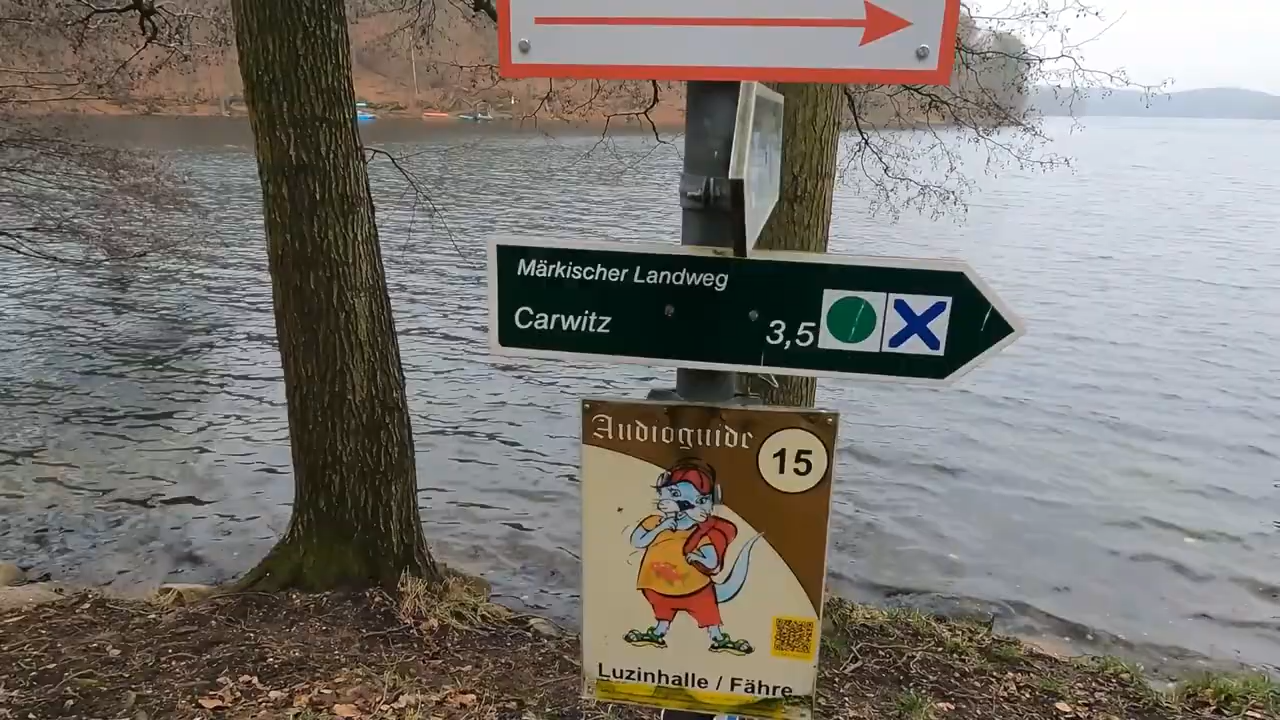 Märkischer Landweg
Carwitz 3,5
Audioguide
15
Luzinhalle / Fähre